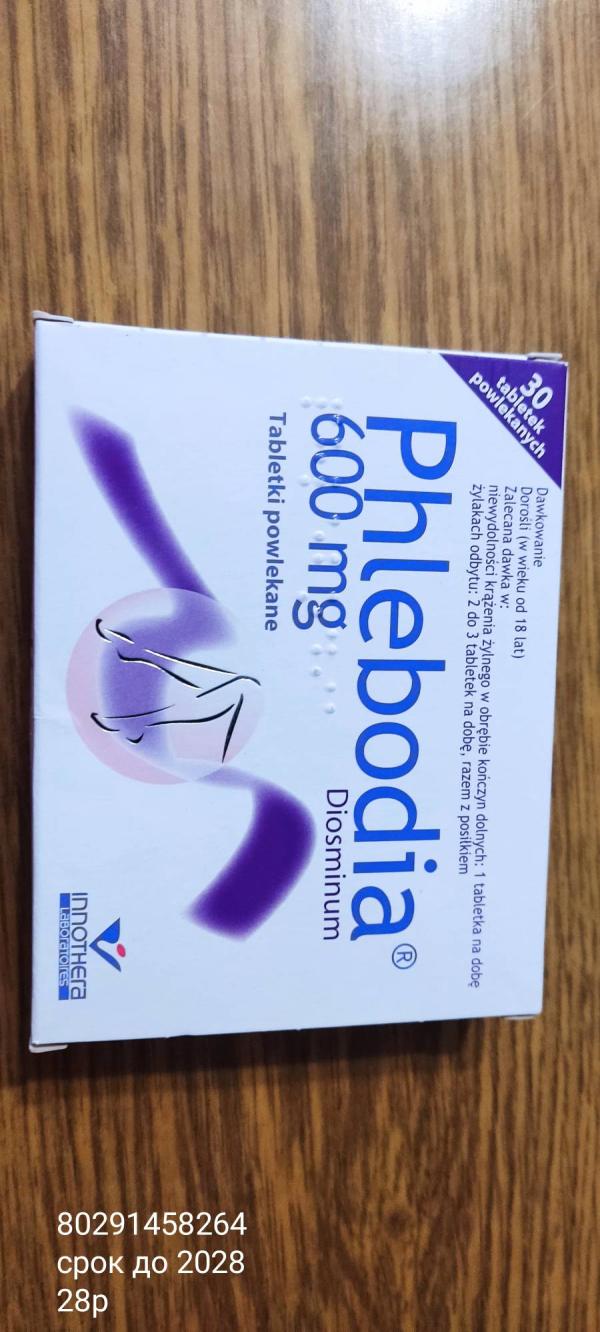 30
tabletek
powlekanych
Dawkowanie
Dorośli (w wieku od 18 lat)
Zalecana dawka w:
niewydolności krążenia żylnego w obrębie kończyn dolnych: 1 tabletka na dobę
żylakach odbytu: 2 do 3 tabletek na dobę, razem z posiłkiem
Phlebodia®
600 mg
Diosminum
Tabletki powlekane
INNOTHERA
LABORATOIRES
80291458264
срок до 2028
28р